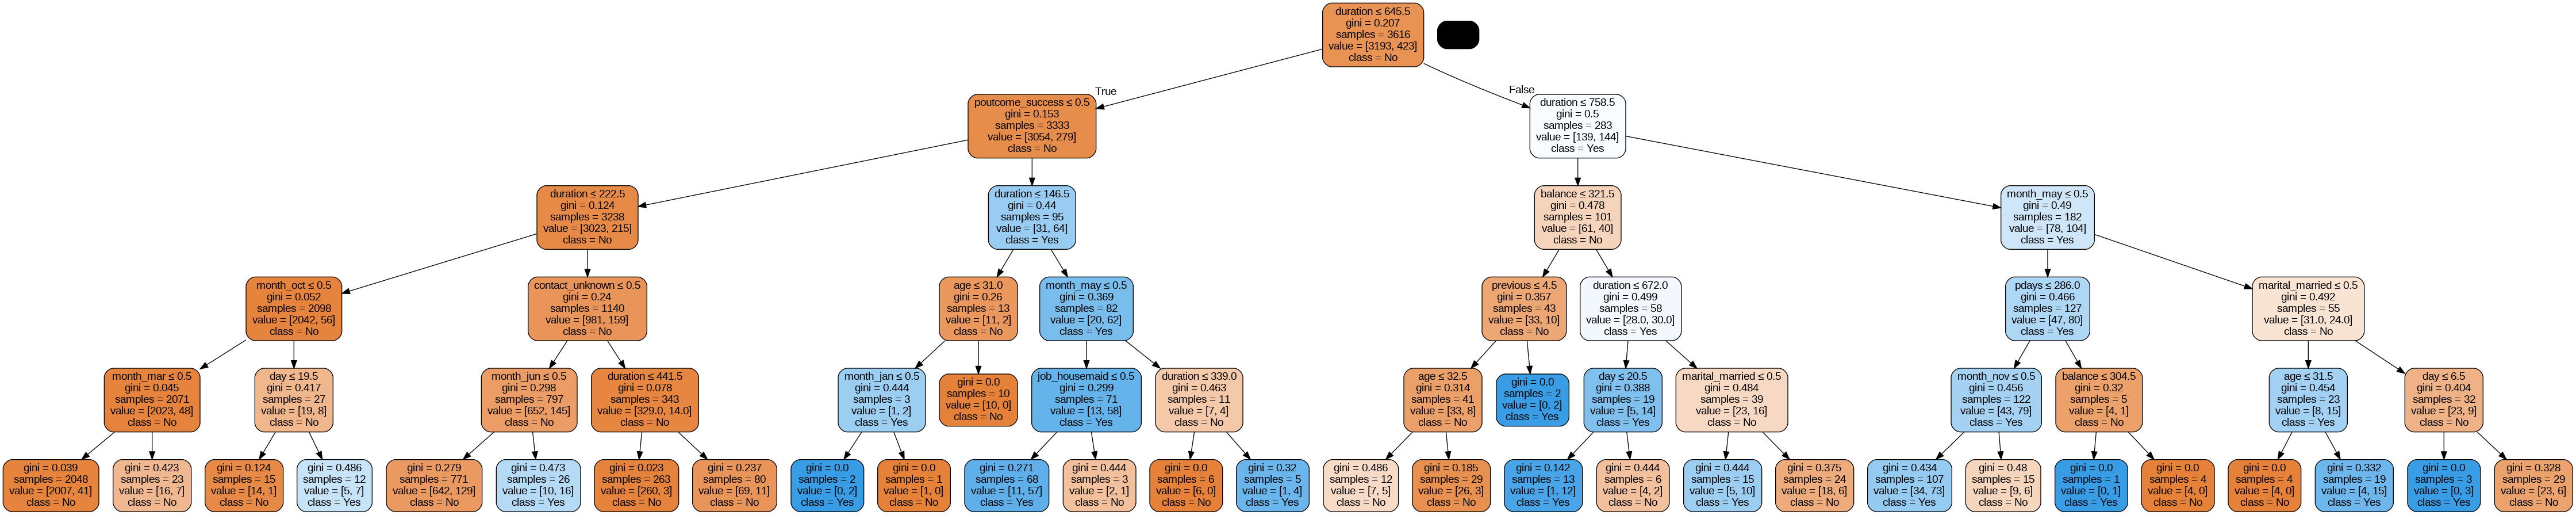 duration ≤ 645.5
gini = 0.207
samples = 3616
value = [3193, 423]
class = No
True
False
poutcome_success ≤ 0.5
gini = 0.153
samples = 3333
value = [3054, 279]
class = No
duration ≤ 758.5
gini = 0.5
samples = 283
value = [139, 144]
class = Yes
duration ≤ 222.5
gini = 0.124
samples = 3238
value = [3023, 215]
class = No
duration ≤ 146.5
gini = 0.44
samples = 95
value = [31, 64]
class = Yes
balance ≤ 321.5
gini = 0.478
samples = 101
value = [61, 40]
class = No
month_may ≤ 0.5
gini = 0.49
samples = 182
value = [78, 104]
class = Yes
month_oct ≤ 0.5
gini = 0.052
samples = 2098
value = [2042, 56]
class = No
contact_unknown ≤ 0.5
gini = 0.24
samples = 1140
value = [981, 159]
class = No
age ≤ 31.0
gini = 0.26
samples = 13
value = [11, 2]
class = No
month_may ≤ 0.5
gini = 0.369
samples = 82
value = [20, 62]
class = Yes
previous ≤ 4.5
gini = 0.357
samples = 43
value = [33, 10]
class = No
duration ≤ 672.0
gini = 0.499
samples = 58
value = [28.0, 30.0]
class = Yes
pdays ≤ 286.0
gini = 0.466
samples = 127
value = [47, 80]
class = Yes
marital_married ≤ 0.5
gini = 0.492
samples = 55
value = [31.0, 24.0]
class = No
month_mar ≤ 0.5
gini = 0.045
samples = 2071
value = [2023, 48]
class = No
day ≤ 19.5
gini = 0.417
samples = 27
value = [19, 8]
class = No
month_jun ≤ 0.5
gini = 0.298
samples = 797
value = [652, 145]
class = No
duration ≤ 441.5
gini = 0.078
samples = 343
value = [329.0, 14.0]
class = No
month_jan ≤ 0.5
gini = 0.444
samples = 3
value = [1, 2]
class = Yes
gini = 0.0
samples = 10
value = [10, 0]
class = No
job_housemaid ≤ 0.5
gini = 0.299
samples = 71
value = [13, 58]
class = Yes
duration ≤ 339.0
gini = 0.463
samples = 11
value = [7, 4]
class = No
age ≤ 32.5
gini = 0.314
samples = 41
value = [33, 8]
class = No
gini = 0.0
samples = 2
value = [0, 2]
class = Yes
day ≤ 20.5
gini = 0.388
samples = 19
value = [5, 14]
class = Yes
marital_married ≤ 0.5
gini = 0.484
samples = 39
value = [23, 16]
class = No
month_nov ≤ 0.5
gini = 0.456
samples = 122
value = [43, 79]
class = Yes
balance ≤ 304.5
gini = 0.32
samples = 5
value = [4, 1]
class = No
age ≤ 31.5
gini = 0.454
samples = 23
value = [8, 15]
class = Yes
day ≤ 6.5
gini = 0.404
samples = 32
value = [23, 9]
class = No
gini = 0.039
samples = 2048
value = [2007, 41]
class = No
gini = 0.423
samples = 23
value = [16, 7]
class = No
gini = 0.124
samples = 15
value = [14, 1]
class = No
gini = 0.486
samples = 12
value = [5, 7]
class = Yes
gini = 0.279
samples = 771
value = [642, 129]
class = No
gini = 0.473
samples = 26
value = [10, 16]
class = Yes
gini = 0.023
samples = 263
value = [260, 3]
class = No
gini = 0.237
samples = 80
value = [69, 11]
class = No
gini = 0.0
samples = 2
value = [0, 2]
class = Yes
gini = 0.0
samples = 1
value = [1, 0]
class = No
gini = 0.271
samples = 68
value = [11, 57]
class = Yes
gini = 0.444
samples = 3
value = [2, 1]
class = No
gini = 0.0
samples = 6
value = [6, 0]
class = No
gini = 0.32
samples = 5
value = [1, 4]
class = Yes
gini = 0.486
samples = 12
value = [7, 5]
class = No
gini = 0.185
samples = 29
value = [26, 3]
class = No
gini = 0.142
samples = 13
value = [1, 12]
class = Yes
gini = 0.444
samples = 6
value = [4, 2]
class = No
gini = 0.444
samples = 15
value = [5, 10]
class = Yes
gini = 0.375
samples = 24
value = [18, 6]
class = No
gini = 0.434
samples = 107
value = [34, 73]
class = Yes
gini = 0.48
samples = 15
value = [9, 6]
class = No
gini = 0.0
samples = 1
value = [0, 1]
class = Yes
gini = 0.0
samples = 4
value = [4, 0]
class = No
gini = 0.0
samples = 4
value = [4, 0]
class = No
gini = 0.332
samples = 19
value = [4, 15]
class = Yes
gini = 0.0
samples = 3
value = [0, 3]
class = Yes
gini = 0.328
samples = 29
value = [23, 6]
class = No